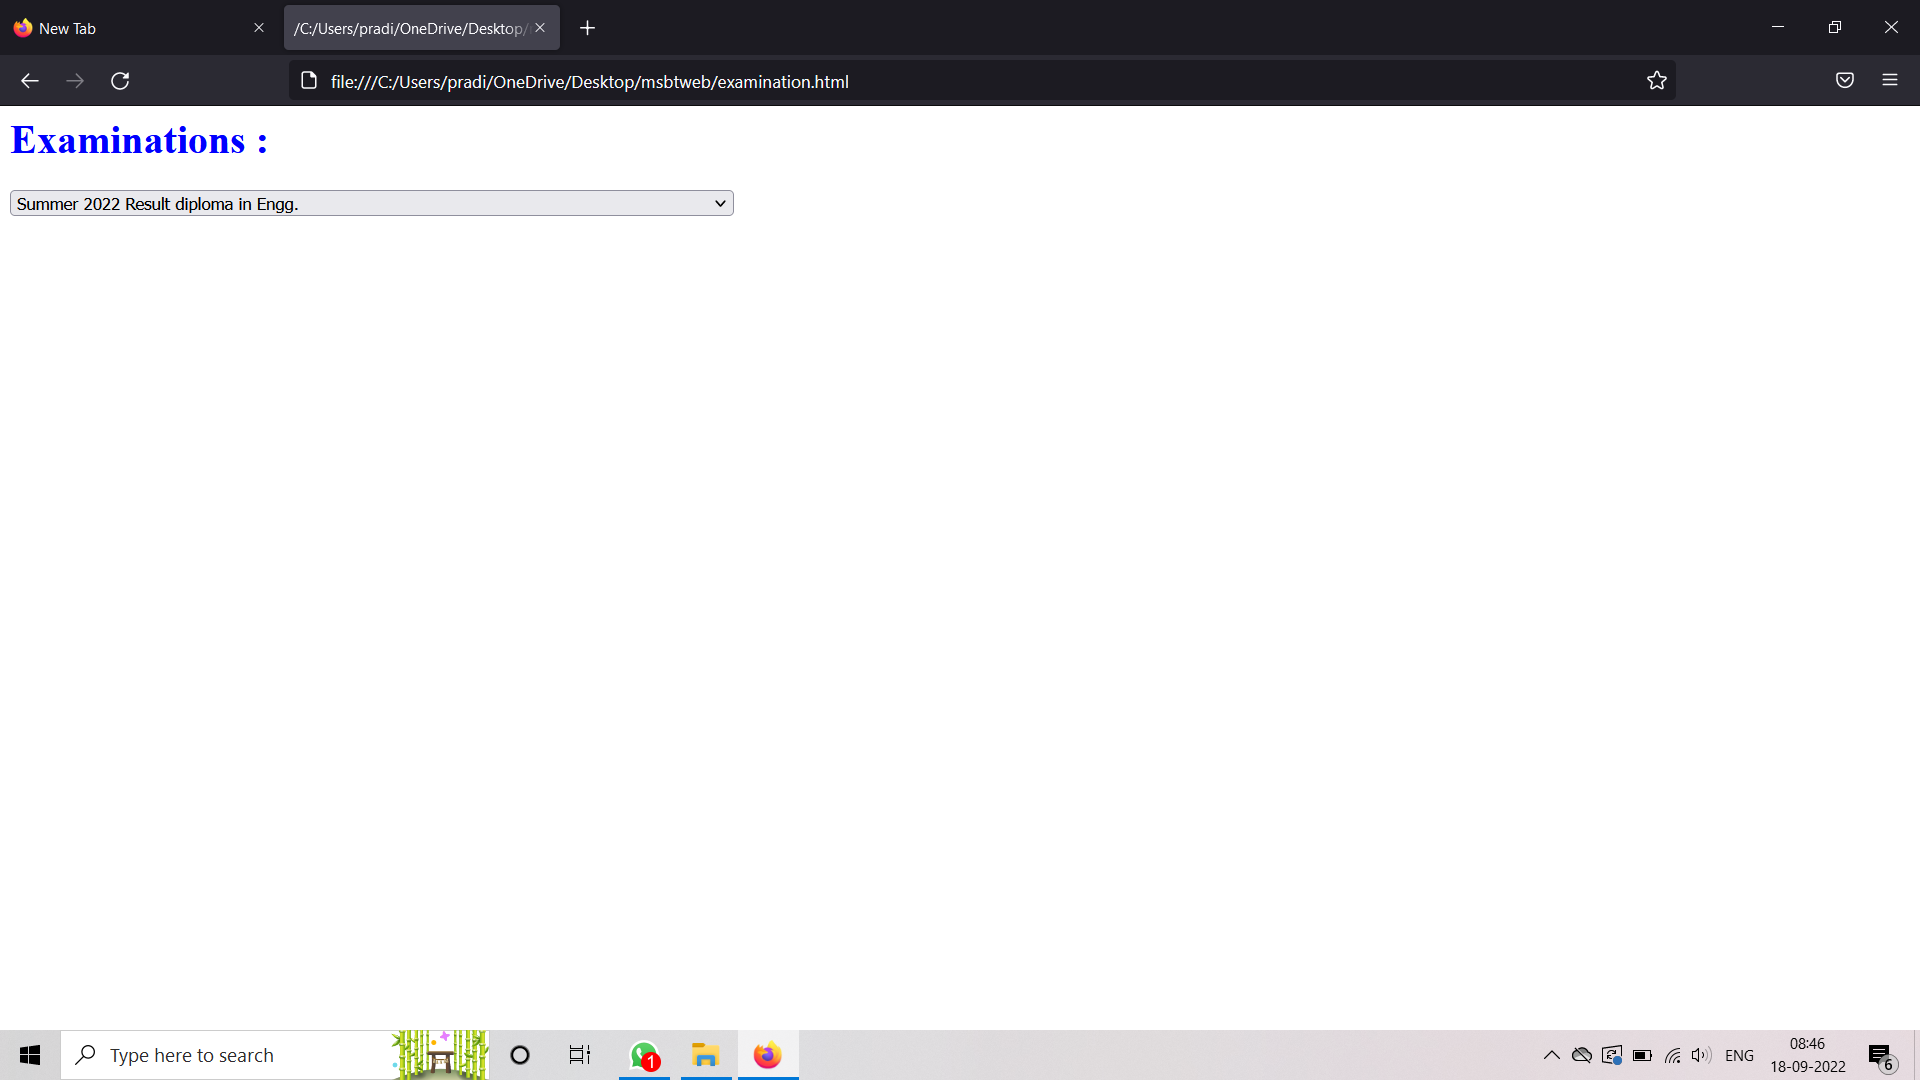 New Tab
/C:/Users/pradi/OneDrive/Desktop/
file:///C:/Users/pradi/OneDrive/Desktop/msbtweb/examination.html
Examinations :
Summer 2022 Result diploma in Engg.
Type here to search
1
ENG
08:46
18-09-2022
6